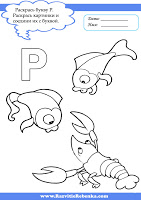 Раскрась букву Р.
Раскрась картинки и
соедини их с буквой.
Дата:
Имя:
Р
www.RazvitieRebenka.com